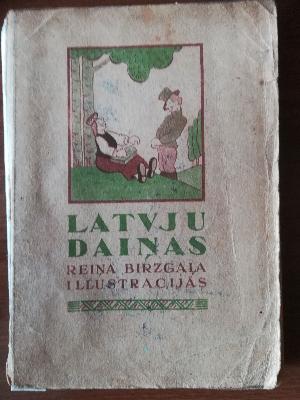 LATVJU
DAIŅAS
REIŅA BIRZGAĻA
ILLUSTRACIJĀS